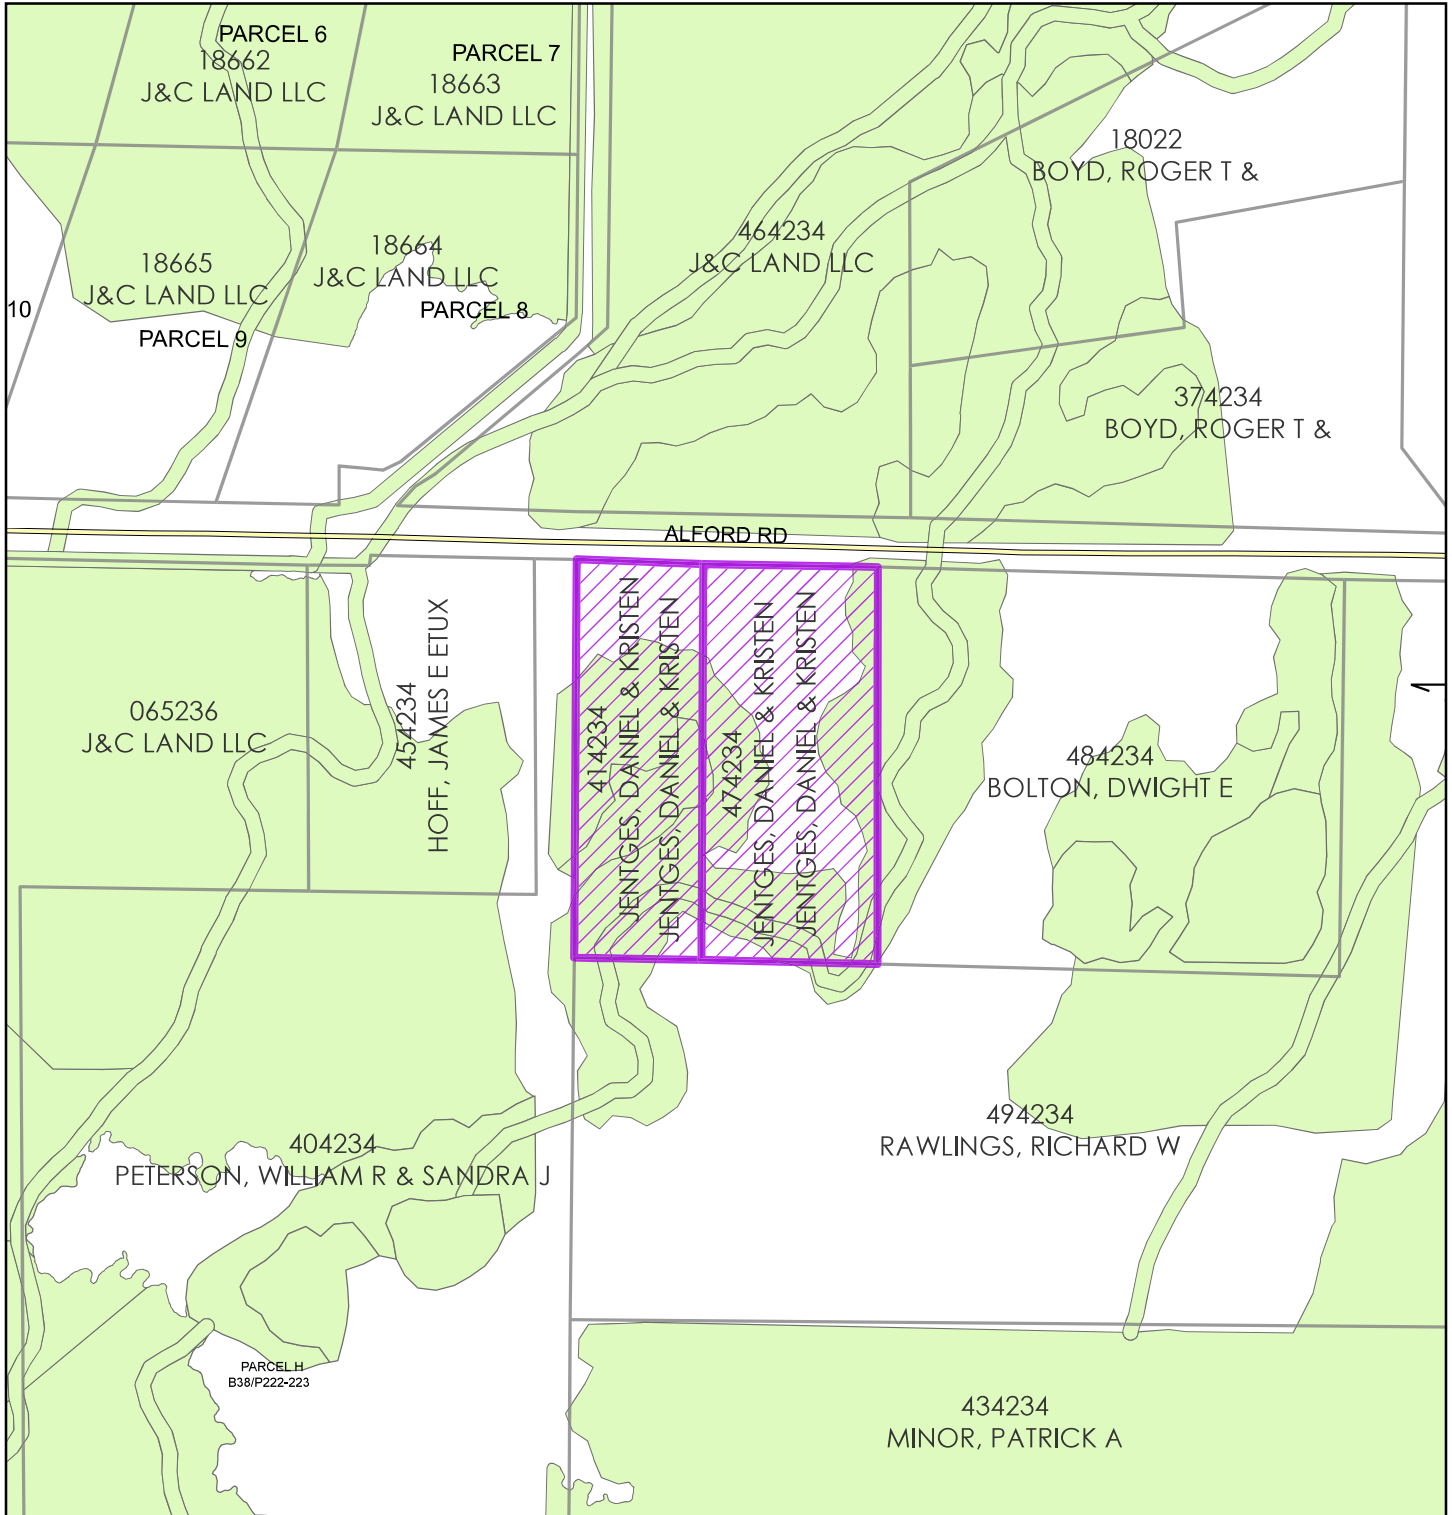 PARCEL 6
18662
J&C LAND LLC
PARCEL 7
18663
J&C LAND LLC
18022
BOYD, ROGER T &
464234
J&C LAND LLC
18664
J&C LAND LLC
PARCEL 8
18665
J&C LAND LLC
PARCEL 9
10
374234
BOYD, ROGER T &
ALFORD RD
065236
J&C LAND LLC
454234
HOFF, JAMES E ETUX
414234
JENTGES, DANIEL & KRISTEN
JENTGES, DANIEL & KRISTEN
474234
JENTGES, DANIEL & KRISTEN
JENTGES, DANIEL & KRISTEN
484234
BOLTON, DWIGHT E
494234
RAWLINGS, RICHARD W
404234
PETERSON, WILLIAM R & SANDRA J
PARCEL H
B38/P222-223
434234
MINOR, PATRICK A